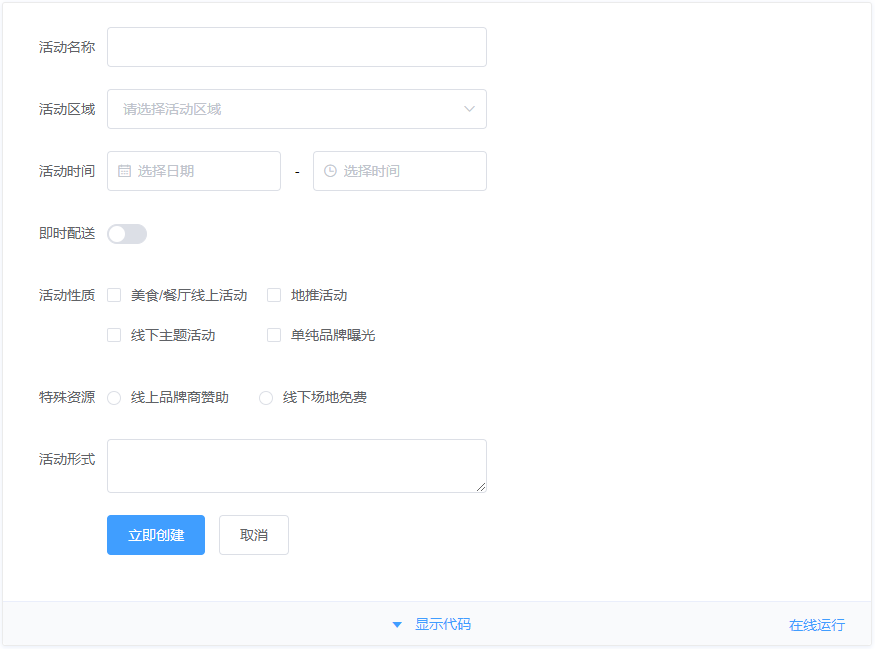 活动名称
活动区域 请选择活动区域
活动时间 选择日期 - 选择时间
即时配送
活动性质 美食/餐厅线上活动 地推活动
线下主题活动 单纯品牌曝光
特殊资源 线上品牌商赞助 线下场地免费
活动形式
立即创建 取消
显示代码 在线运行